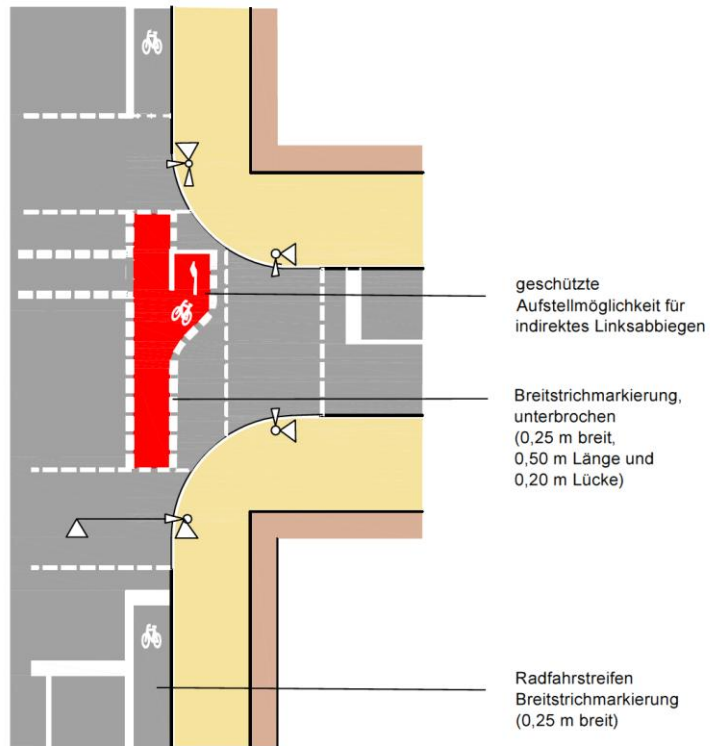 geschützte
Aufstellmöglichkeit für
indirektes Linksabbiegen
Breitstrichmarkierung,
unterbrochen
(0,25 m breit,
0,50 m Länge und
0,20 m Lücke)
Radfahrstreifen
Breitstrichmarkierung
(0,25 m breit)